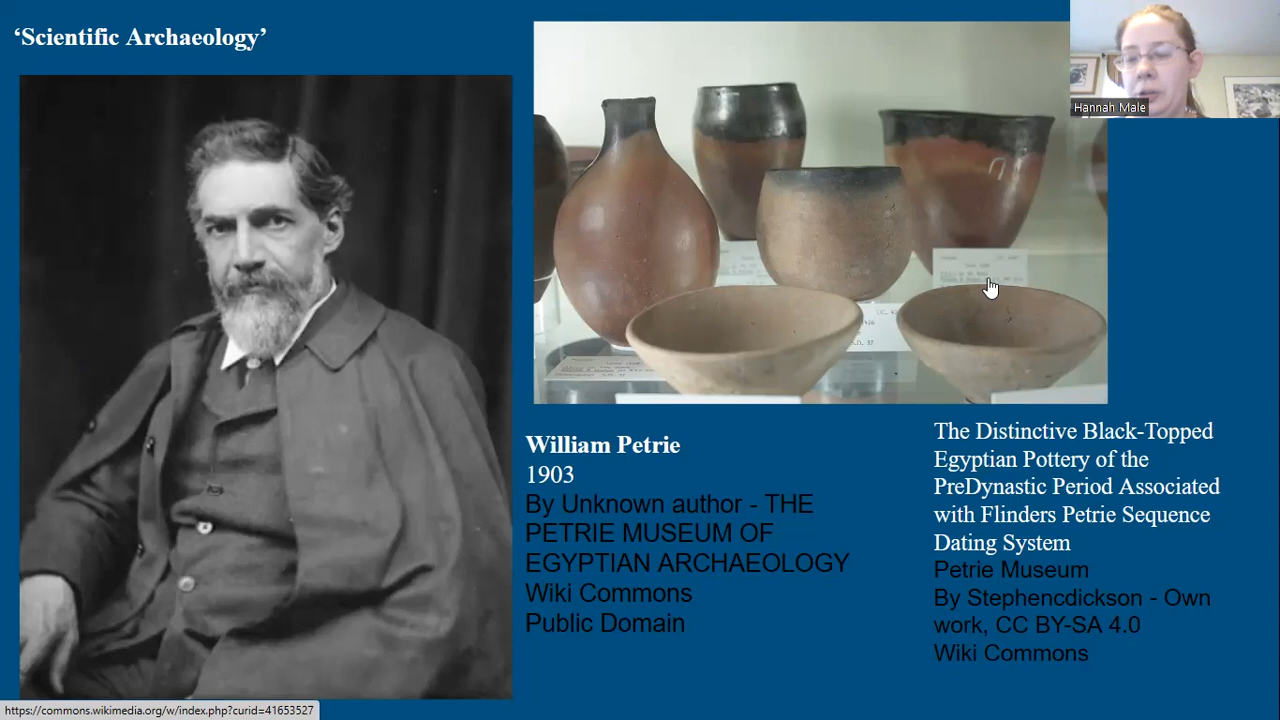 ‘Scientific Archaeology’
Hannah Male
William Petrie
1903
By Unknown author - THE
PETRIE MUSEUM OF
EGYPTIAN ARCHAEOLOGY
Wiki Commons
Public Domain
The Distinctive Black-Topped
Egyptian Pottery of the
PreDynastic Period Associated
with Flinders Petrie Sequence
Dating System
Petrie Museum
By Stephencdickson - Own
work, CC BY-SA 4.0
Wiki Commons
https://commons.wikimedia.org/w/index.php?curid=41653527